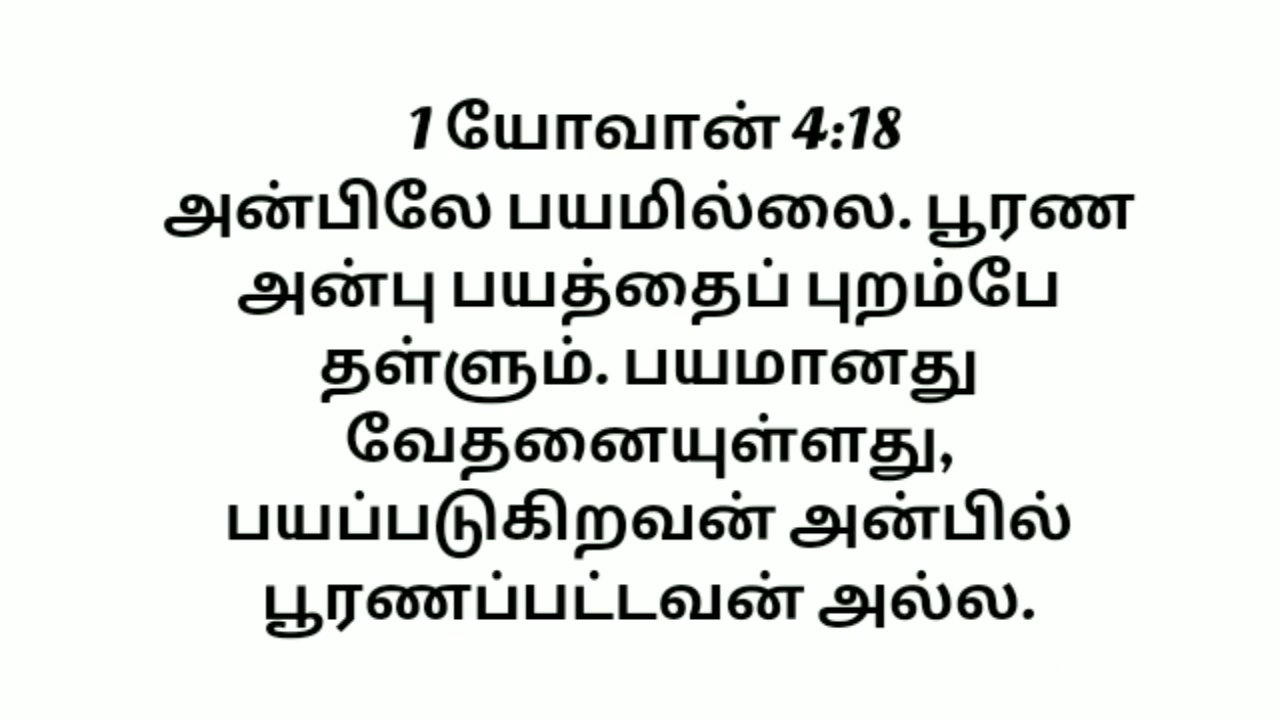 1 யோவான் 4:18
அன்பிலே பயமில்லை. பூரண
அன்பு பயத்தைப் புறம்பே
தள்ளும். பயமானது
வேதனையுள்ளது,
பயப்படுகிறவன் அன்பில்
பூரணப்பட்டவன் அல்ல.